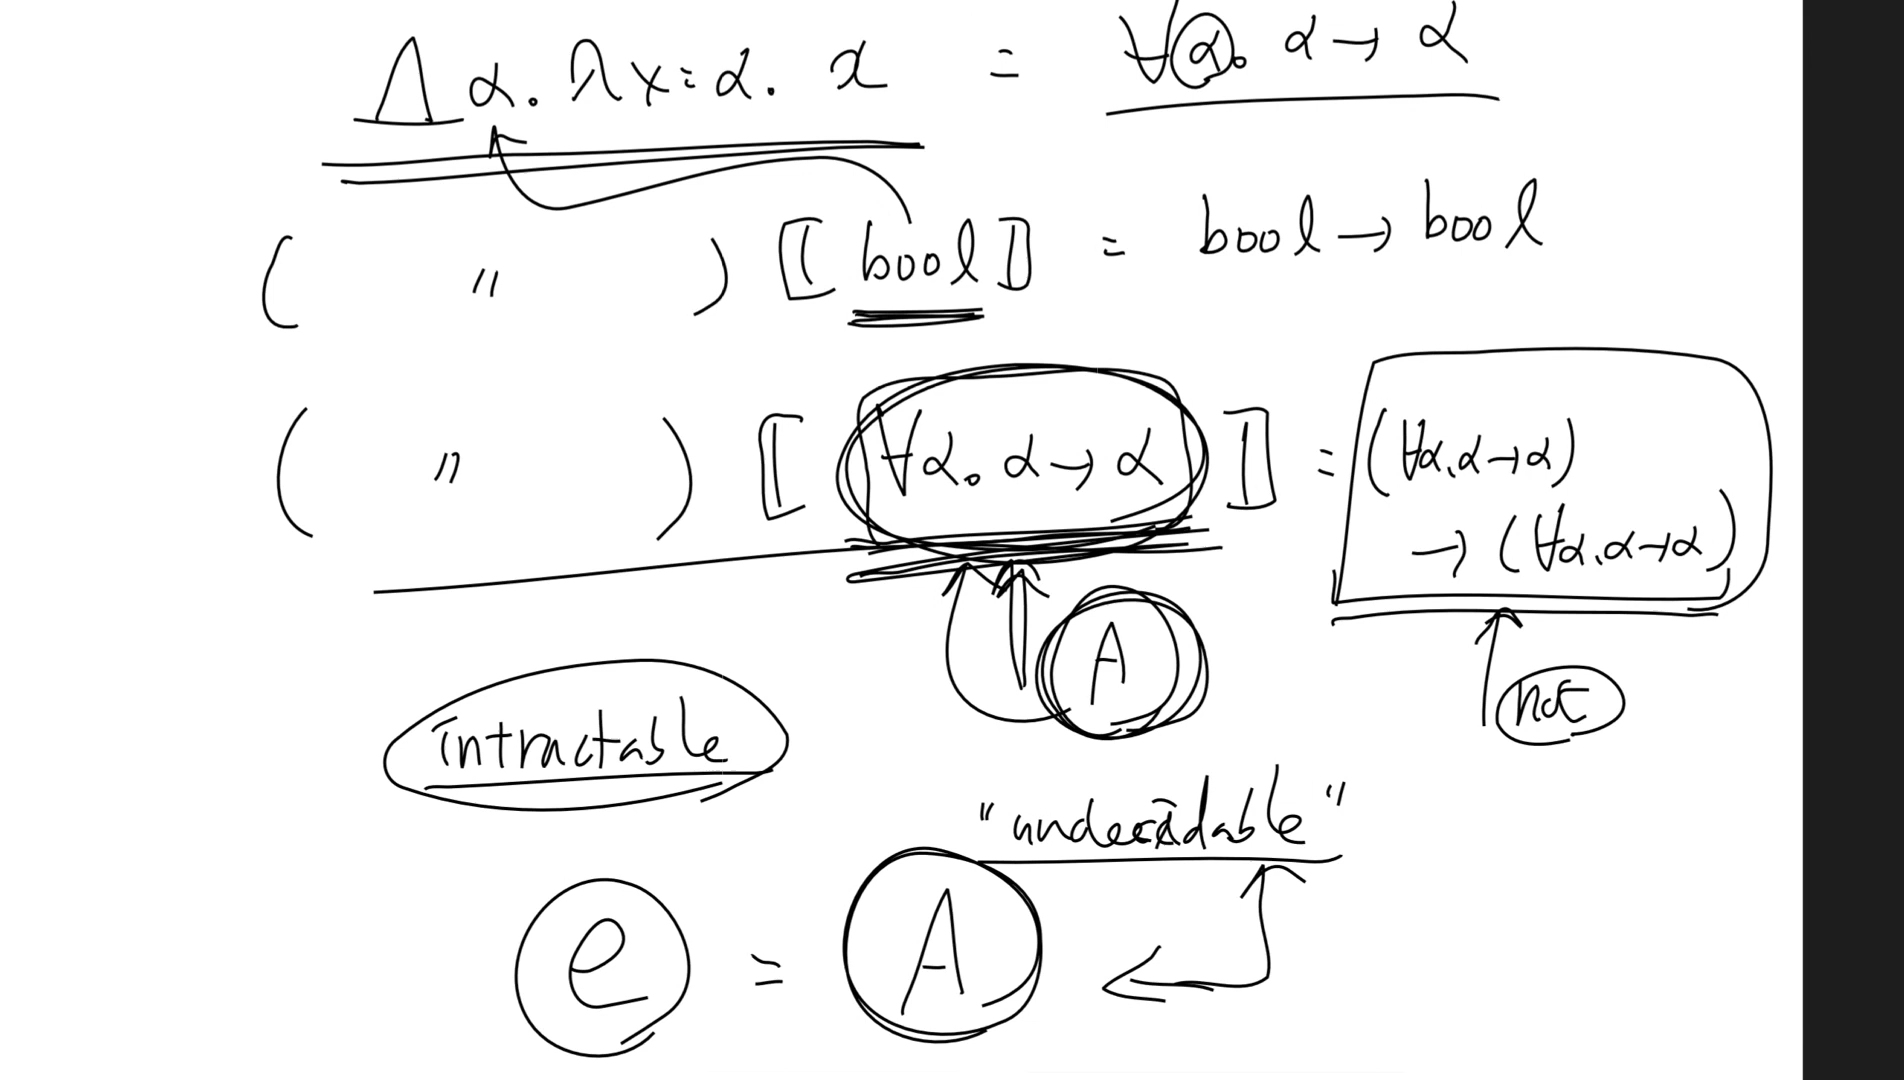 Λα. λx:α. x = ∀α. α→α
( " ) ⟦bool⟧ = bool→bool
( " ) ⟦∀α. α→α⟧ = (∀α.α→α)
→ (∀α.α→α)
A
not
intractable
"undecidable"
e = A